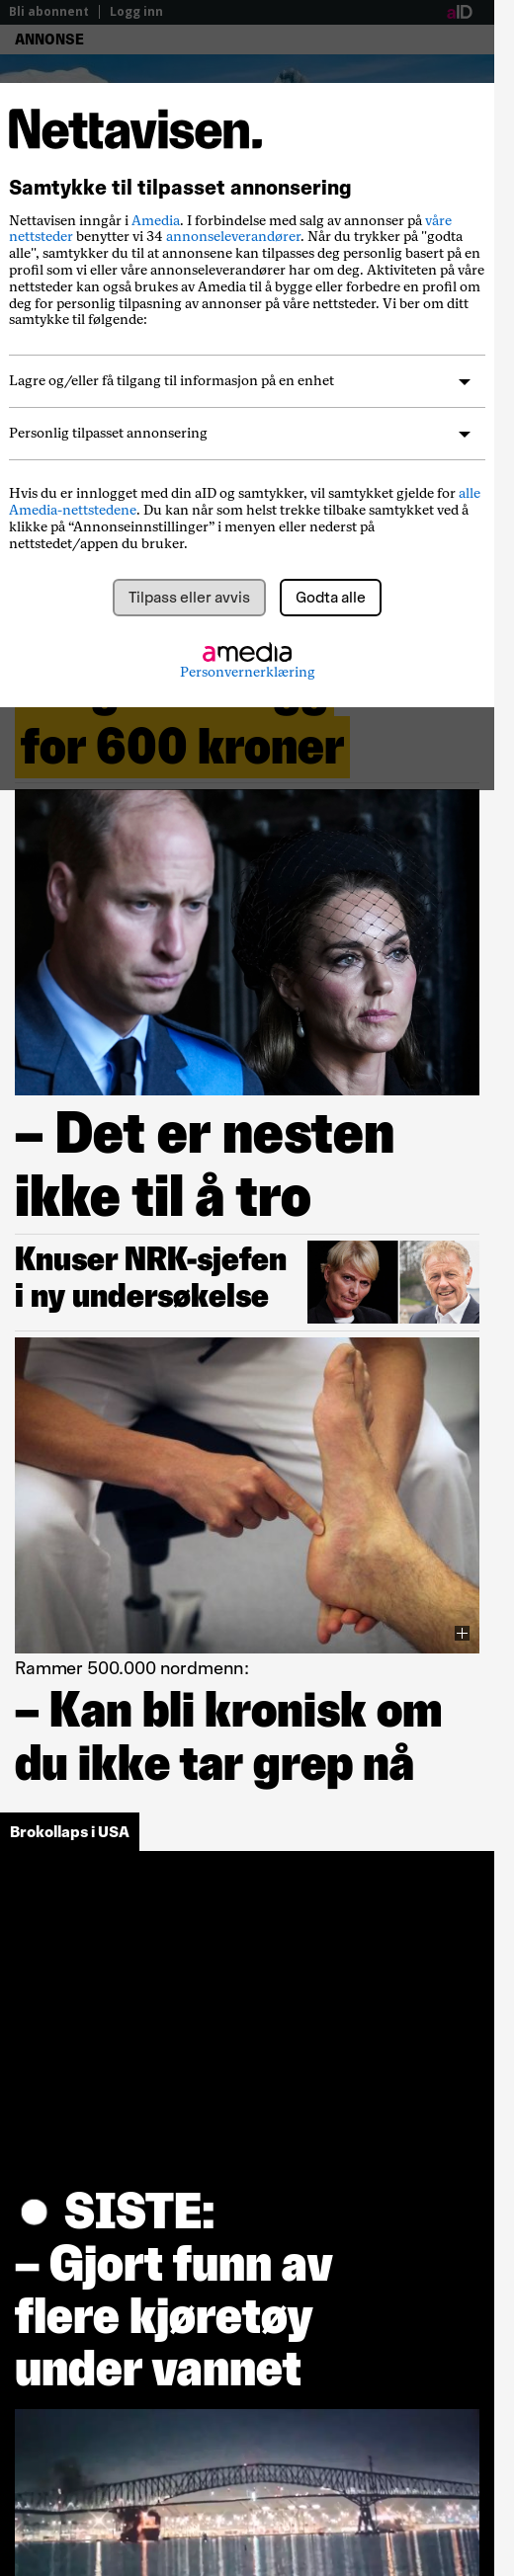 Bli abonnent
Logg inn
aID
ANNONSE
Nettavisen.
Samtykke til tilpasset annonsering
Nettavisen inngår i Amedia. I forbindelse med salg av annonser på våre
nettsteder benytter vi 34 annonseleverandører. Når du trykker på "godta
alle", samtykker du til at annonsene kan tilpasses deg personlig basert på en
profil som vi eller våre annonseleverandører har om deg. Aktiviteten på våre
nettsteder kan også brukes av Amedia til å bygge eller forbedre en profil om
deg for personlig tilpasning av annonser på våre nettsteder. Vi ber om ditt
samtykke til følgende:
Lagre og/eller få tilgang til informasjon på en enhet
Personlig tilpasset annonsering
Hvis du er innlogget med din aID og samtykker, vil samtykket gjelde for alle
Amedia-nettstedene. Du kan når som helst trekke tilbake samtykket ved å
klikke på “Annonseinnstillinger” i menyen eller nederst på
nettstedet/appen du bruker.
Tilpass eller avvis
Godta alle
amedia
Personvernerklæring
for 600 kroner
– Det er nesten
ikke til å tro
Knuser NRK-sjefen
i ny undersøkelse
Rammer 500.000 nordmenn:
– Kan bli kronisk om
du ikke tar grep nå
Brokollaps i USA
SISTE:
– Gjort funn av
flere kjøretøy
under vannet